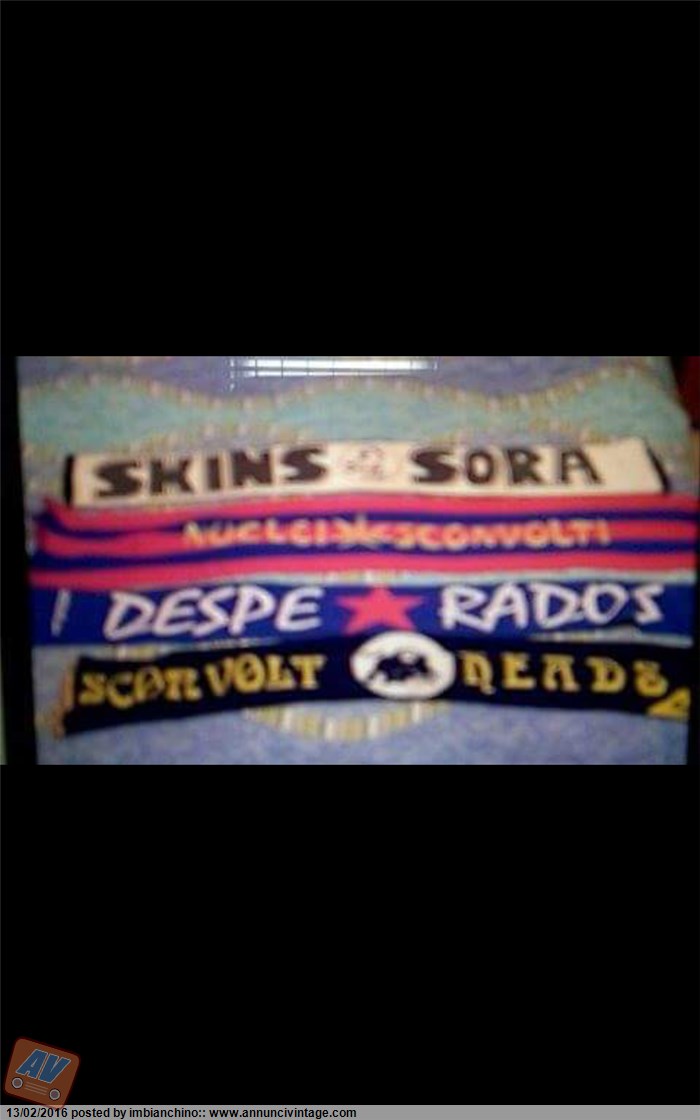 SKINS SORA
NUCLEI SCONVOLTI
DESPE RADOS
SCONVOLT HEADS
AV
13/02/2016 posted by imbianchino:: www.annuncivintage.com